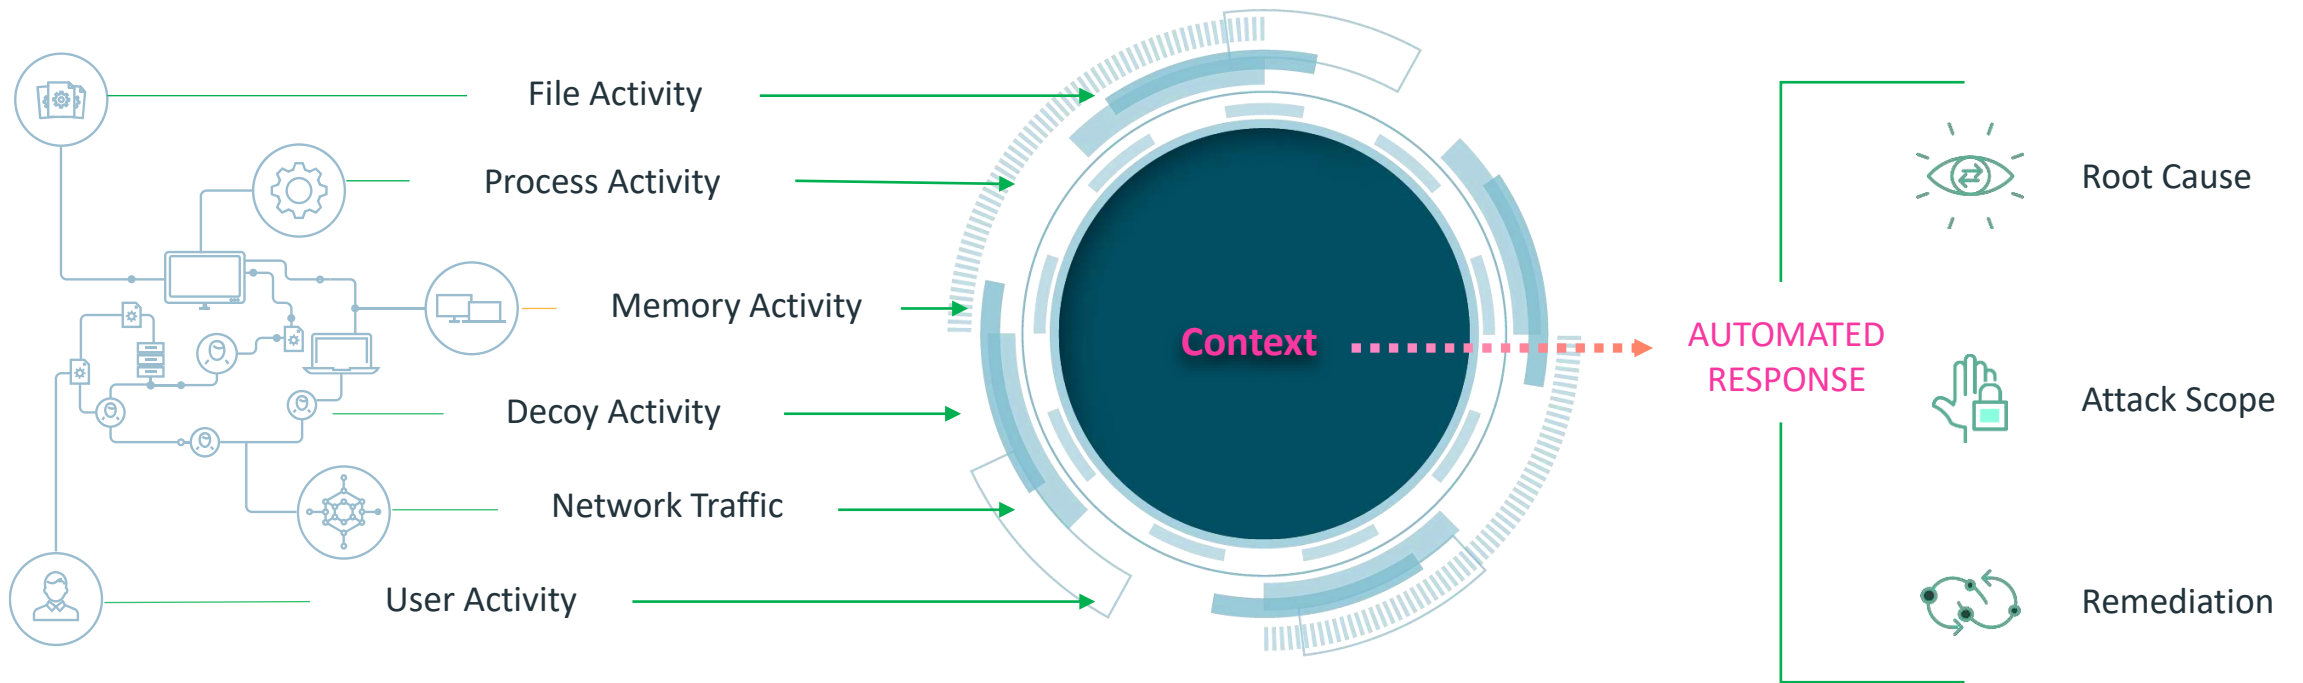 File Activity
Process Activity
Memory Activity
Decoy Activity
Network Traffic
User Activity
Context
AUTOMATED
RESPONSE
Root Cause
Attack Scope
Remediation